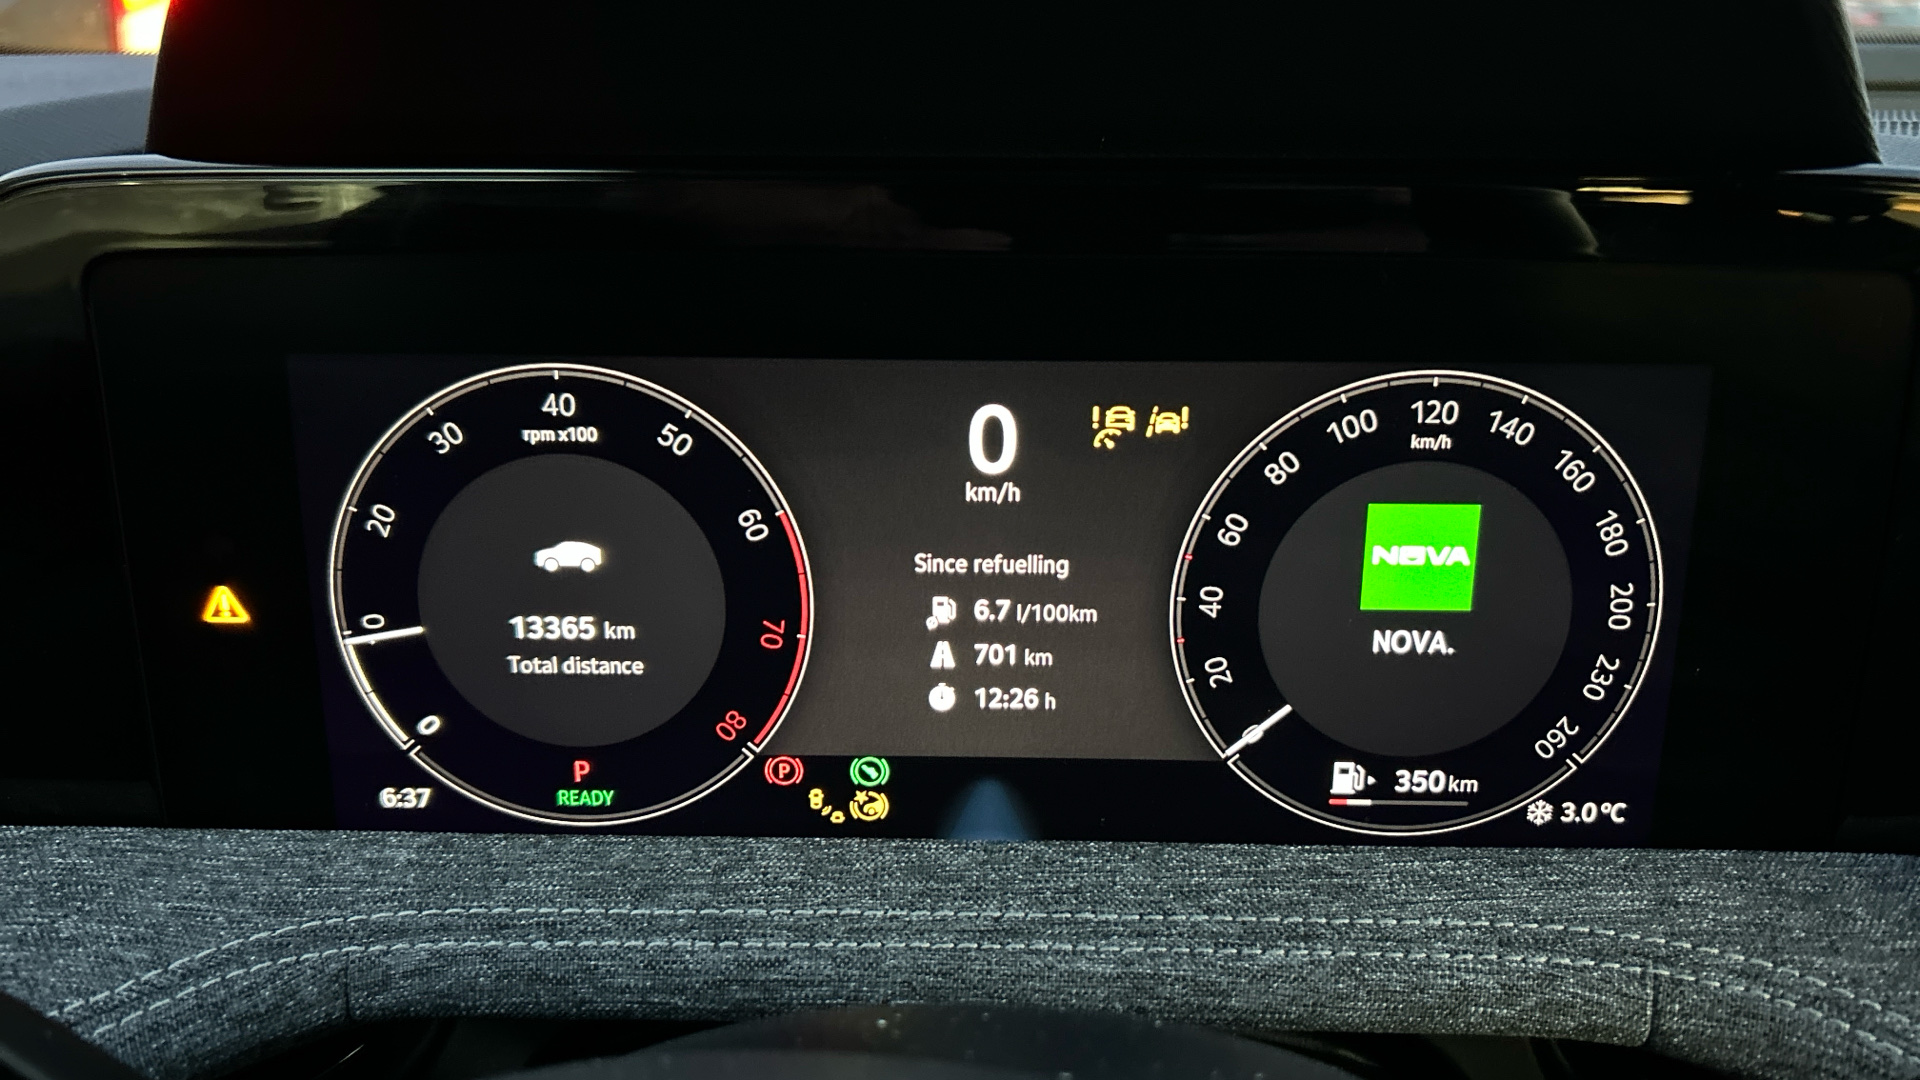 40
rpm x100
30
50
20
60
0
70
0
80
13365 km
Total distance
P
READY
6:37
0
km/h
Since refuelling
6.7 l/100km
701 km
12:26 h
P
120
km/h
100
140
80
160
60
180
40
200
20
230
0
260
NOVA
NOVA.
350 km
3.0°C